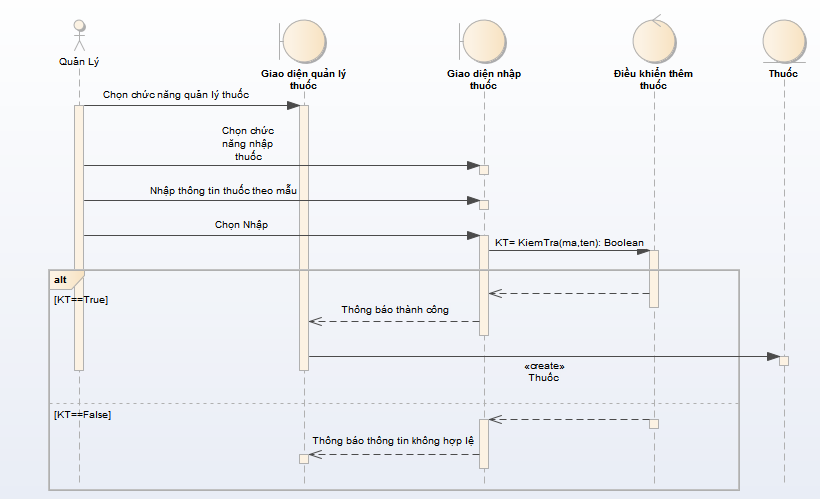 Quản Lý
Giao diện quản lý
thuốc
Giao diện nhập
thuốc
Điều khiển thêm
thuốc
Thuốc
Chọn chức năng quản lý thuốc
Chọn chức
năng nhập
thuốc
Nhập thông tin thuốc theo mẫu
Chọn Nhập
KT= KiemTra(ma,ten): Boolean
alt
[KT==True]
Thông báo thành công
«create»
Thuốc
[KT==False]
Thông báo thông tin không hợp lệ